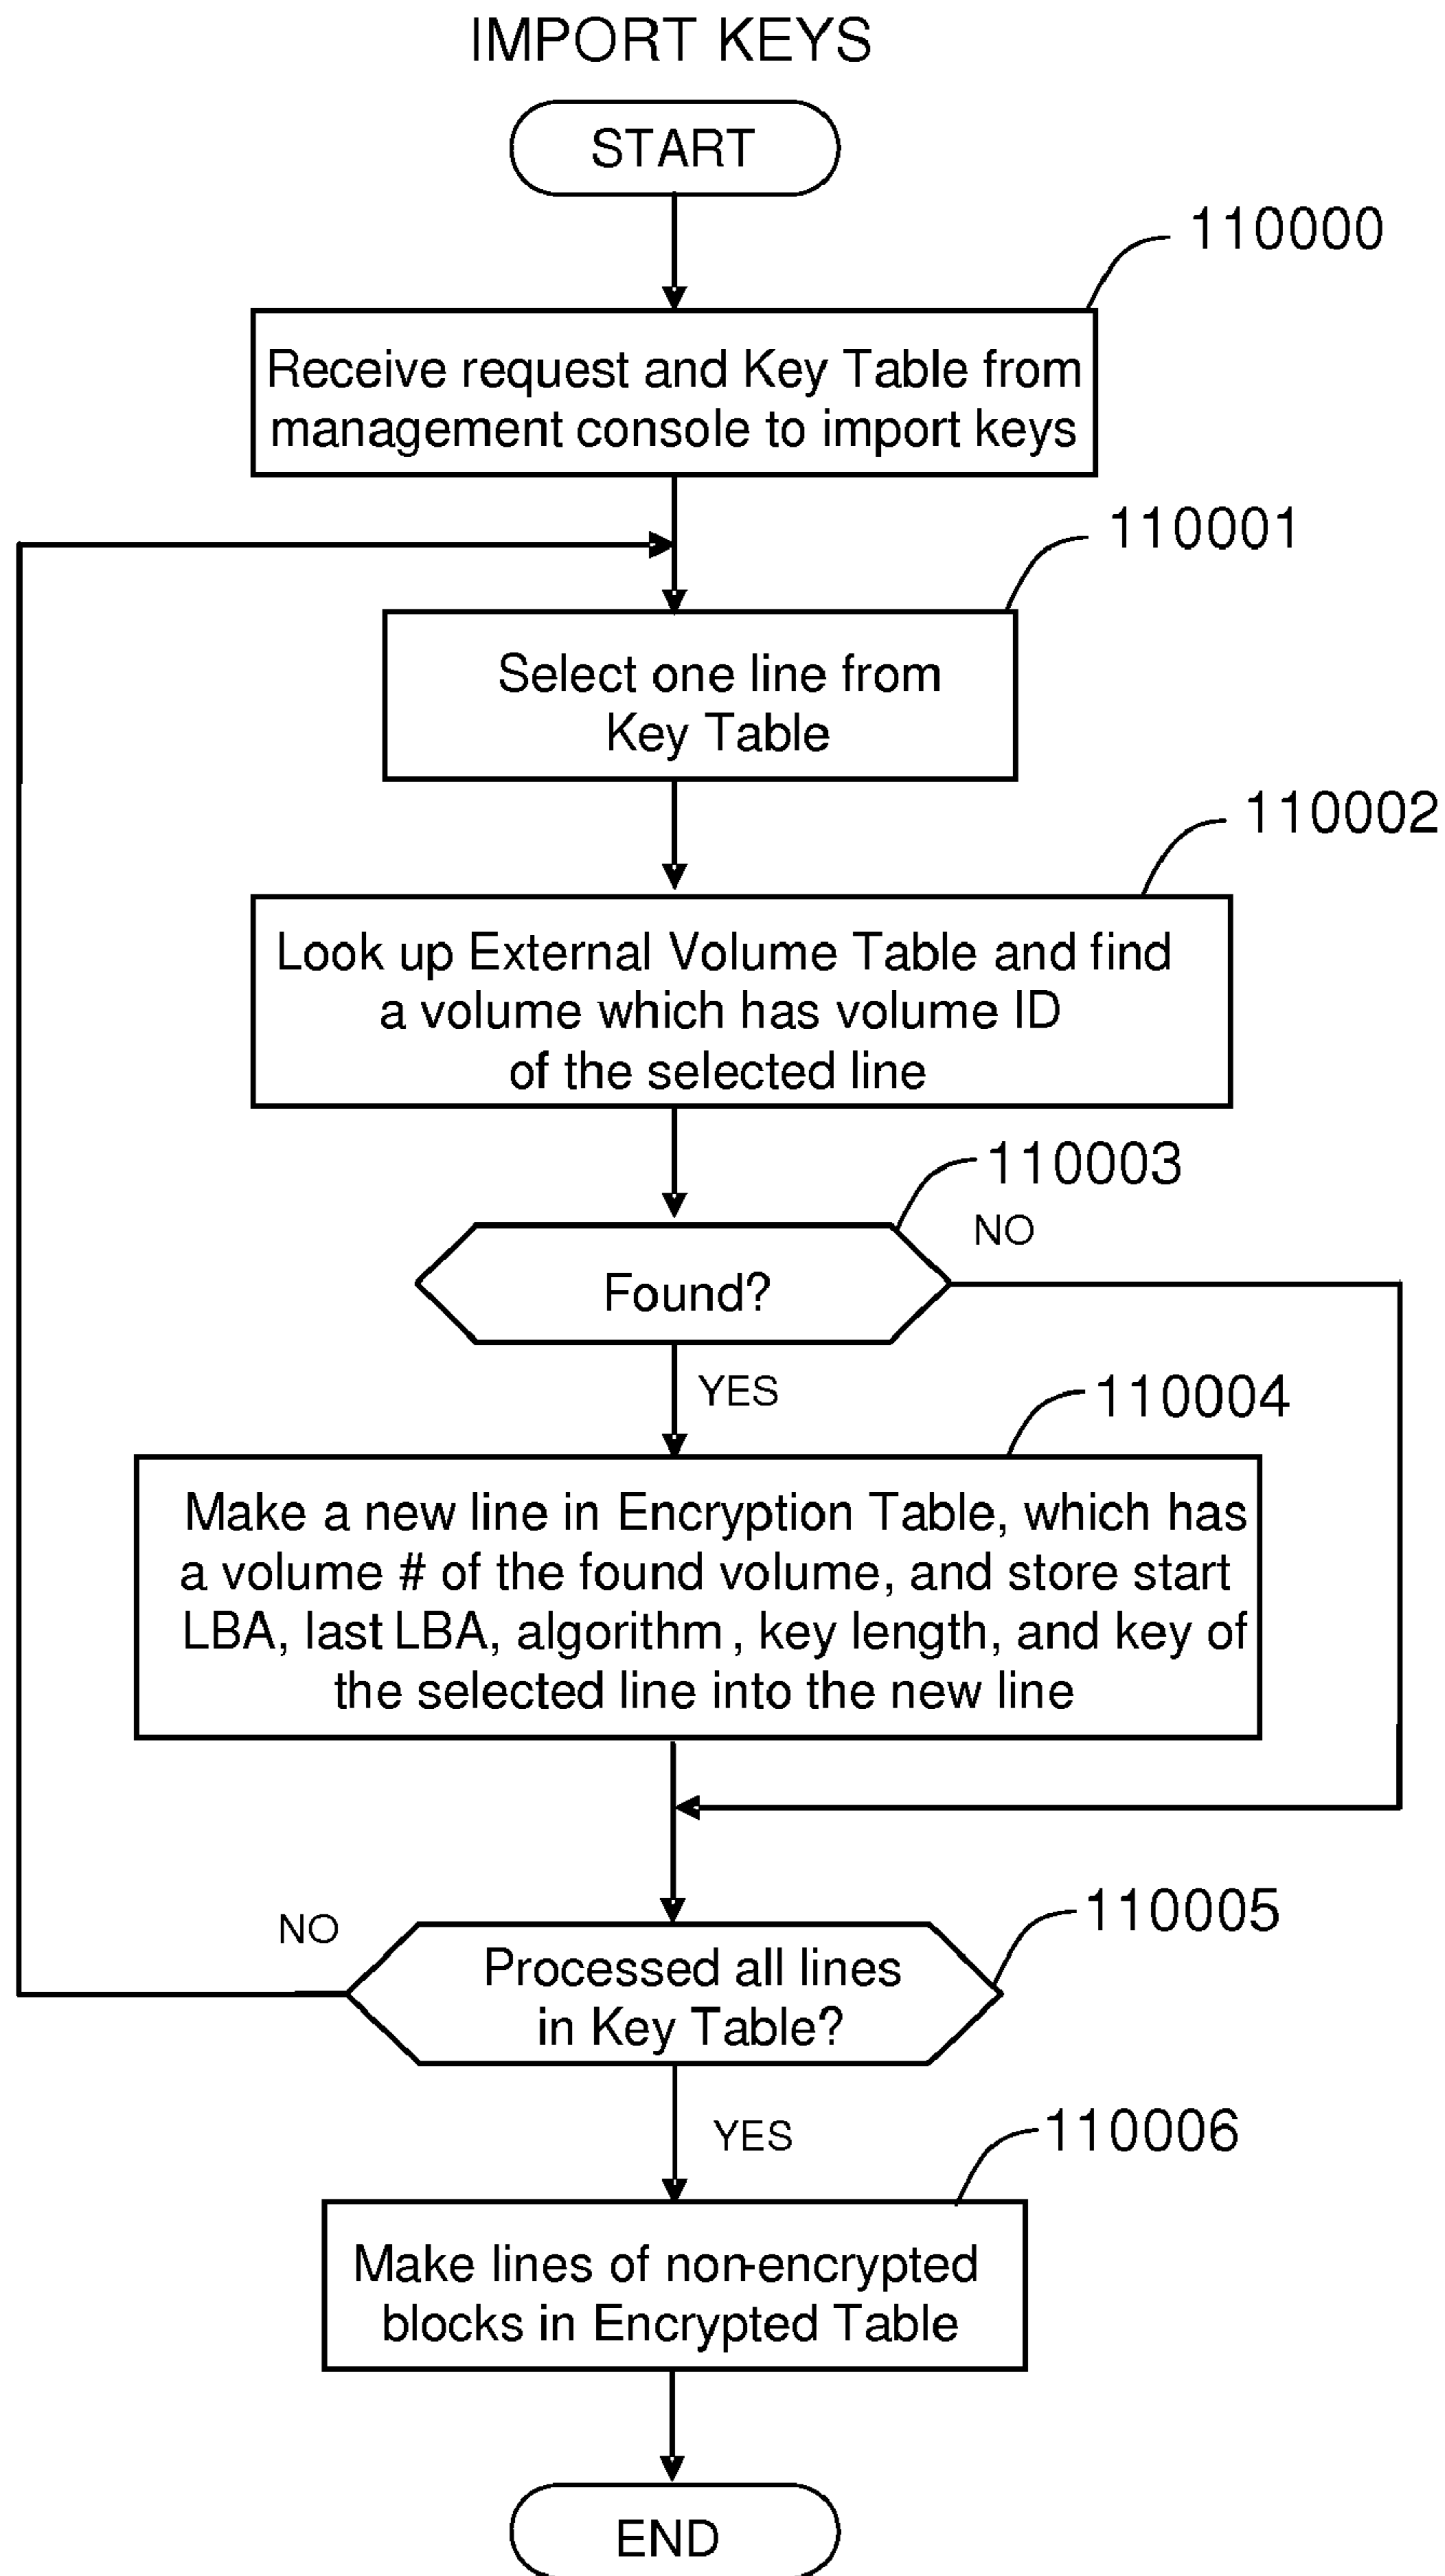 IMPORT KEYS
START
110000
Receive request and Key Table from
management console to import keys
110001
Select one line from
Key Table
110002
Look up External Volume Table and find
a volume which has volume ID
of the selected line
110003
NO
Found?
YES
110004
Make a new line in Encryption Table, which has
a volume # of the found volume, and store start
LBA, last LBA, algorithm, key length, and key of
the selected line into the new line
110005
NO
Processed all lines
in Key Table?
YES
110006
Make lines of non-encrypted
blocks in Encrypted Table
END